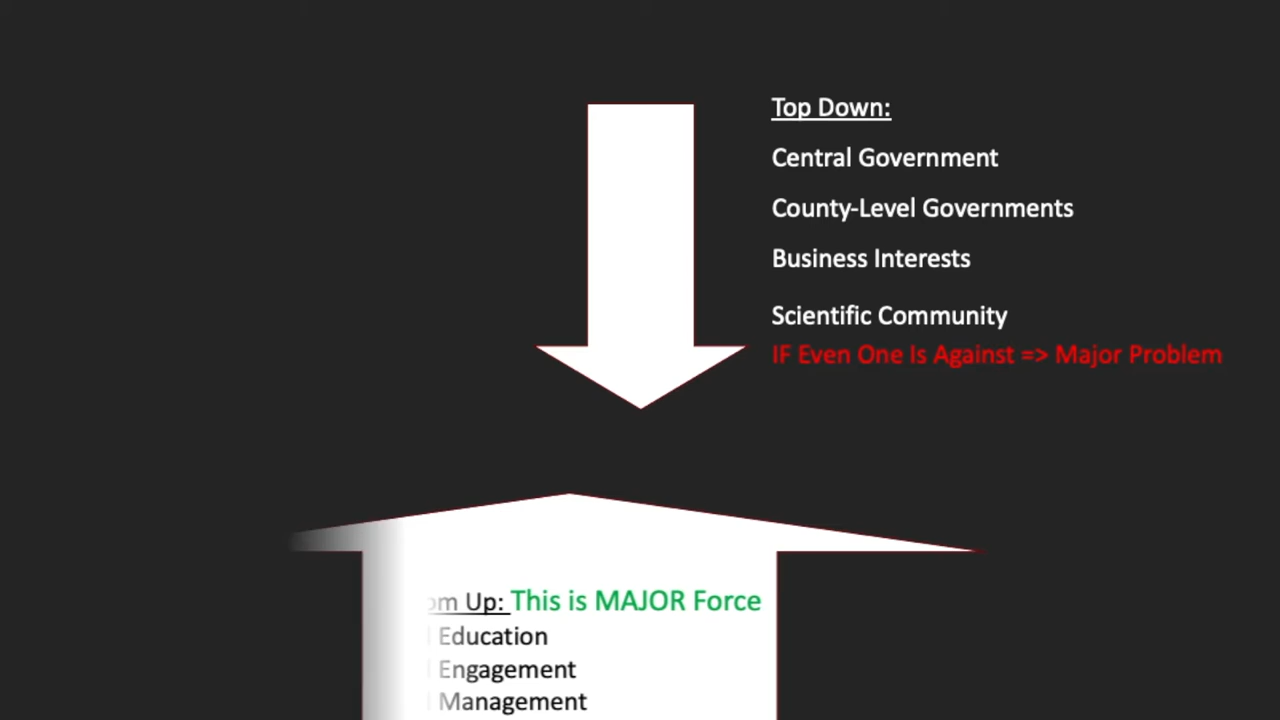 Top Down:
Central Government
County-Level Governments
Business Interests
Scientific Community
IF Even One Is Against => Major Problem
Up: This is MAJOR Force
Education
Engagement
Management